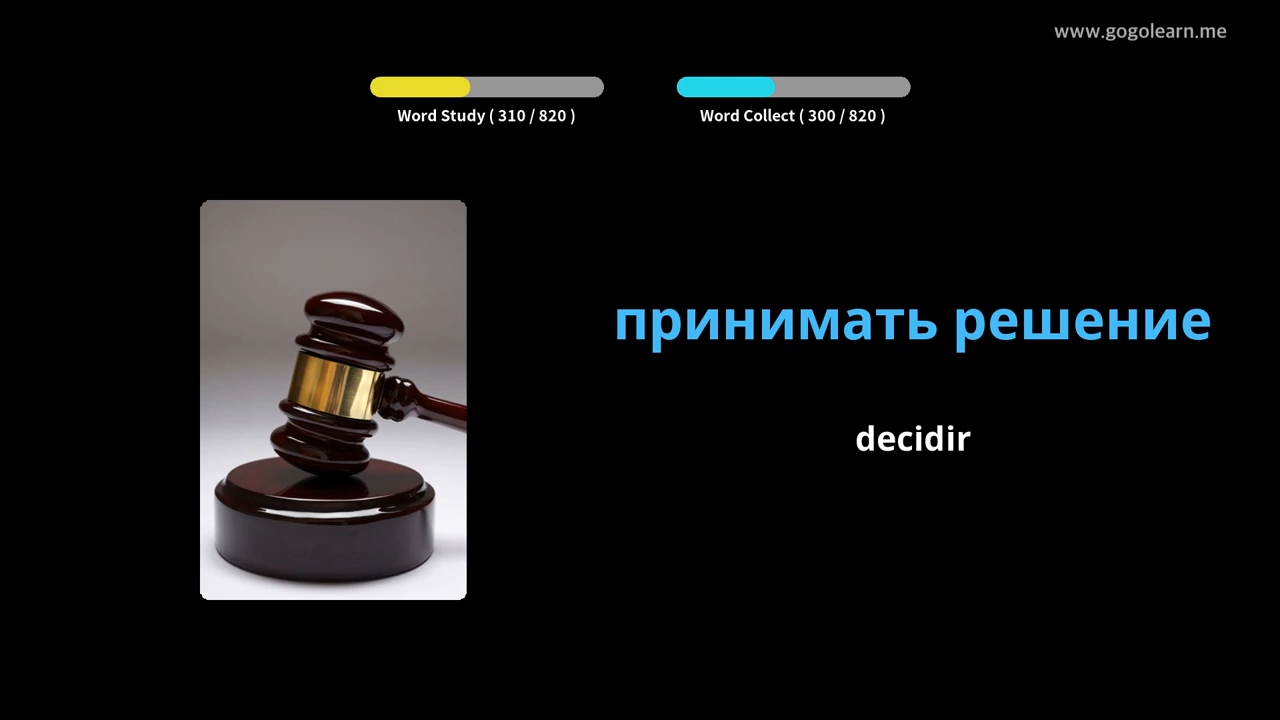 www.gogolearn.me
Word Study ( 310 / 820 )
Word Collect ( 300 / 820 )
принимать решение
decidir